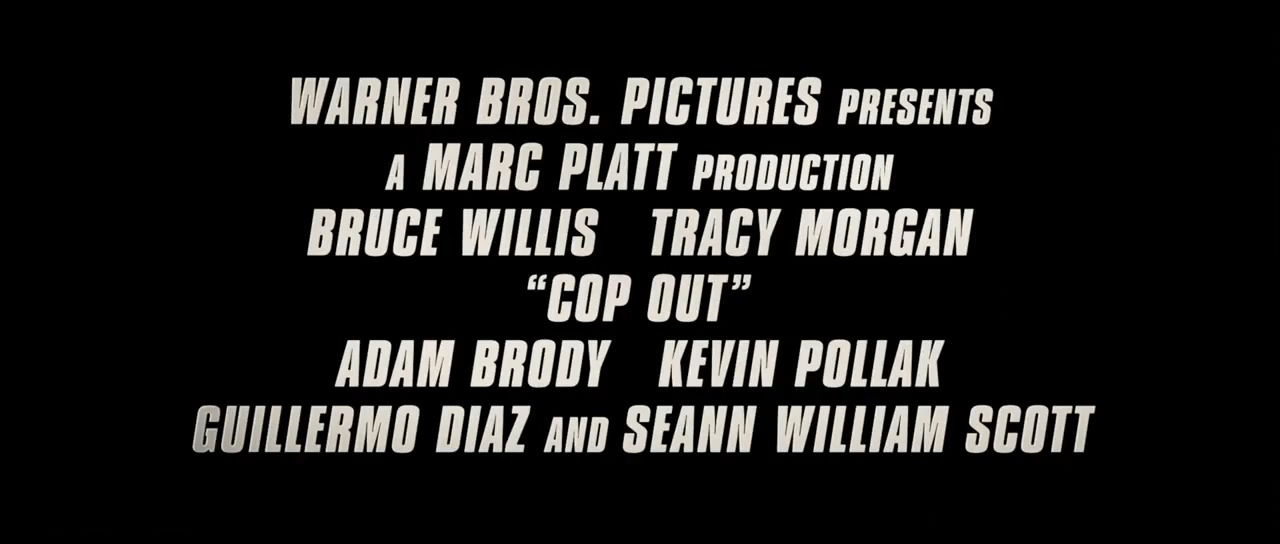 WARNER BROS. PICTURES PRESENTS
A MARC PLATT PRODUCTION
BRUCE WILLIS TRACY MORGAN
“COP OUT”
ADAM BRODY KEVIN POLLAK
GUILLERMO DIAZ AND SEANN WILLIAM SCOTT